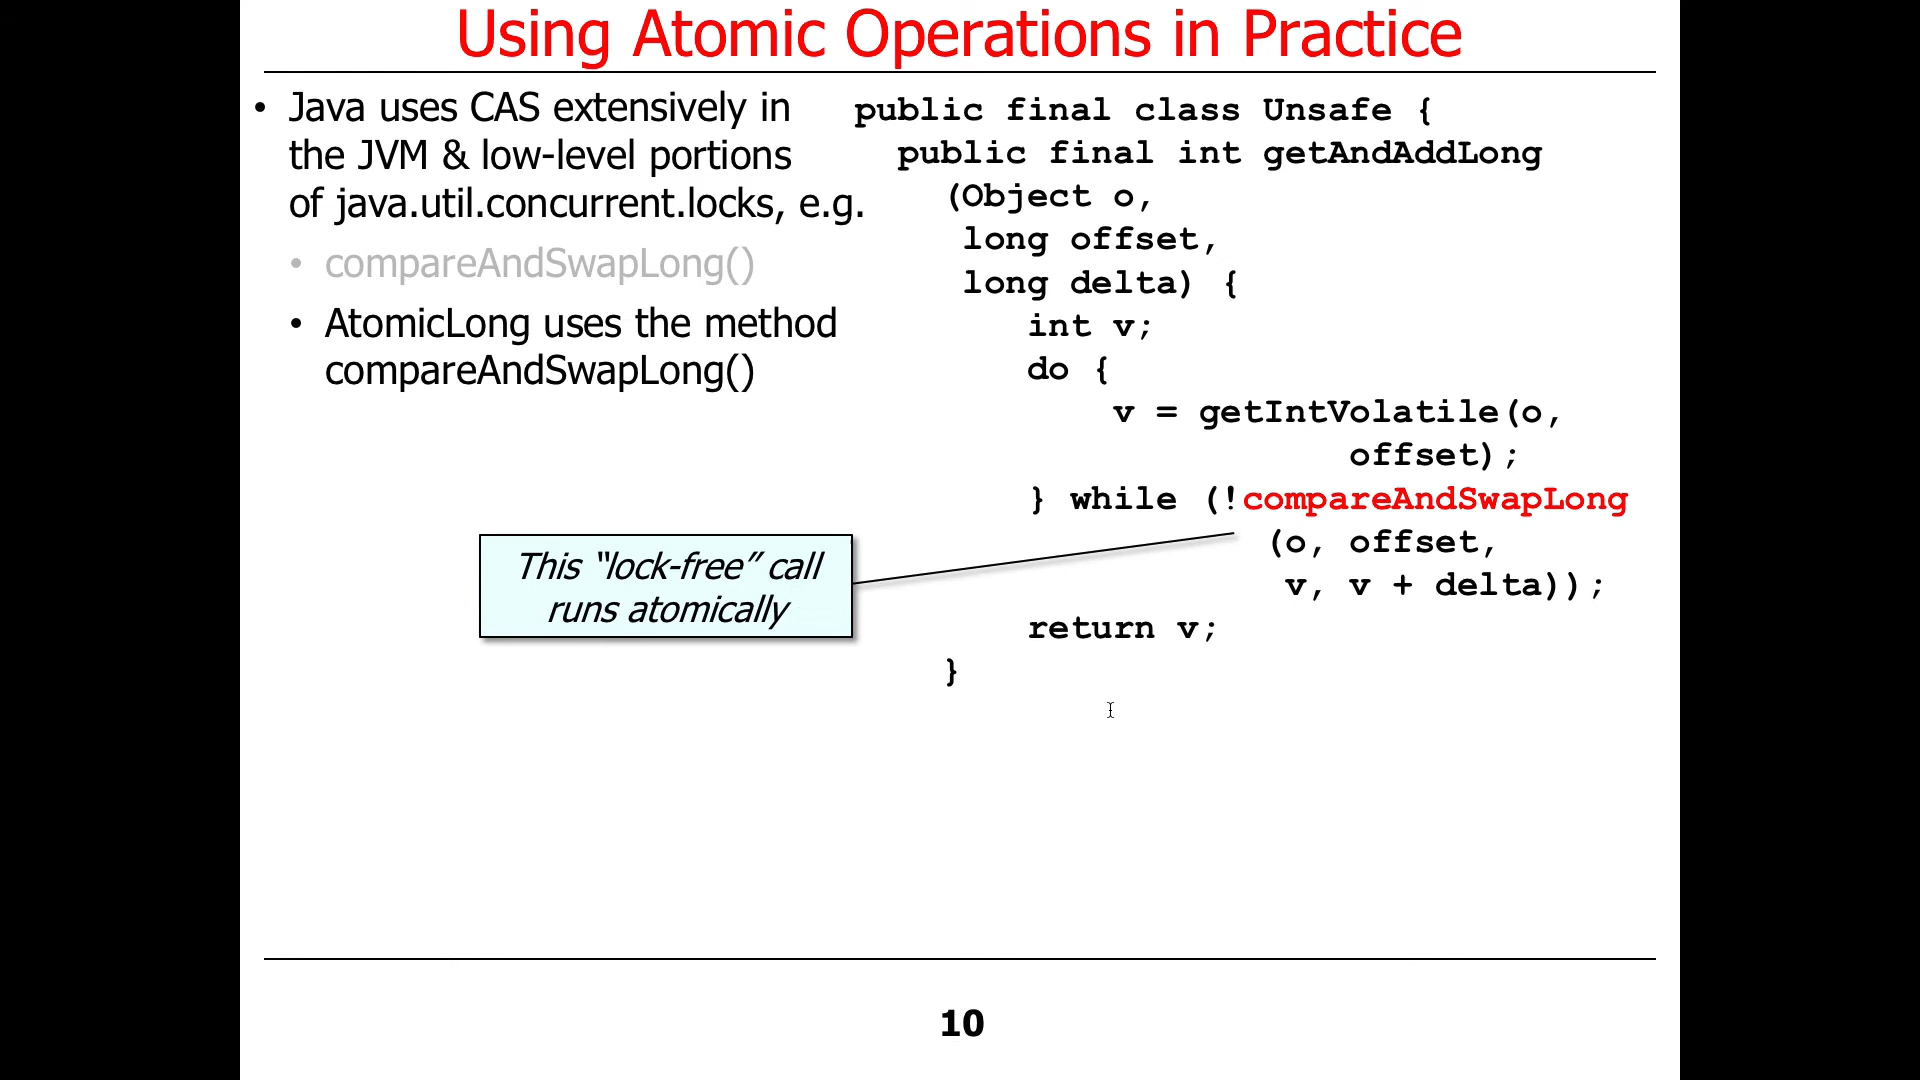 Using Atomic Operations in Practice
• Java uses CAS extensively in
the JVM & low-level portions
of java.util.concurrent.locks, e.g.
• compareAndSwapLong()
• AtomicLong uses the method
compareAndSwapLong()
public final class Unsafe {
public final int getAndAddLong
(Object o,
long offset,
long delta) {
int v;
do {
v = getIntVolatile(o,
offset);
} while (!compareAndSwapLong
(o, offset,
v, v + delta));
return v;
}
This “lock-free” call
runs atomically
10